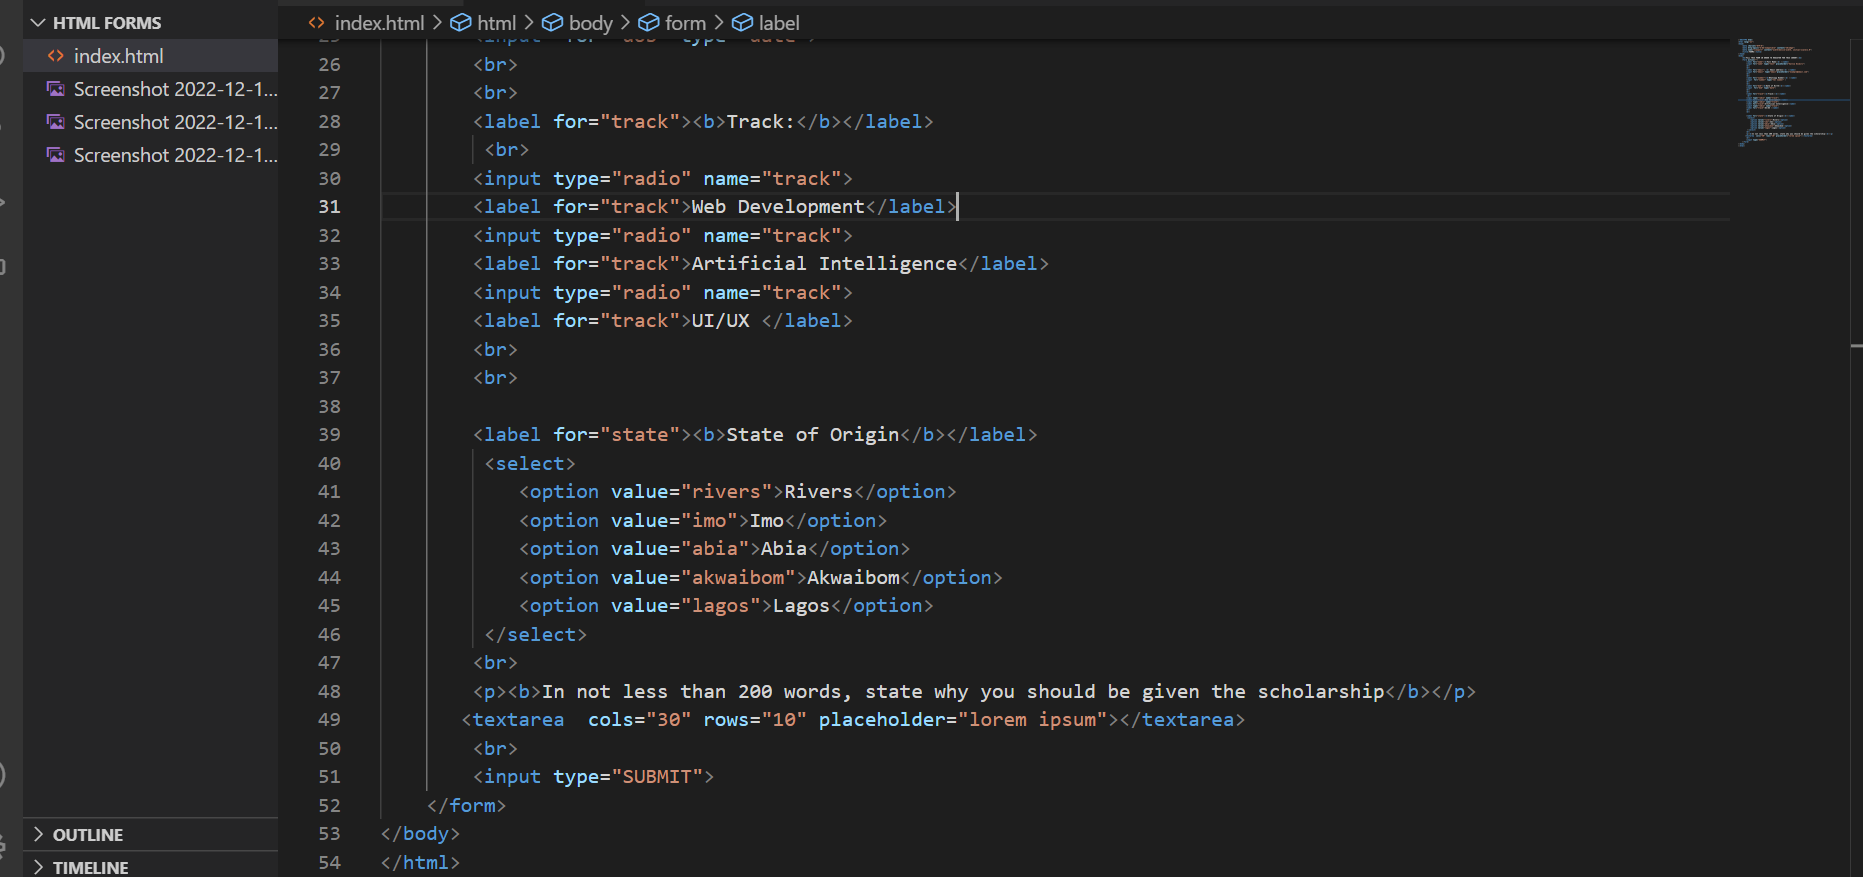 HTML FORMS
index.html
Screenshot 2022-12-1...
Screenshot 2022-12-1...
Screenshot 2022-12-1...
OUTLINE
TIMELINE
index.html > html > body > form > label
26 <br>
27 <br>
28 <label for="track"><b>Track:</b></label>
29 <br>
30 <input type="radio" name="track">
31 <label for="track">Web Development</label>
32 <input type="radio" name="track">
33 <label for="track">Artificial Intelligence</label>
34 <input type="radio" name="track">
35 <label for="track">UI/UX </label>
36 <br>
37 <br>
38
39 <label for="state"><b>State of Origin</b></label>
40 <select>
41 <option value="rivers">Rivers</option>
42 <option value="imo">Imo</option>
43 <option value="abia">Abia</option>
44 <option value="akwaibom">Akwaibom</option>
45 <option value="lagos">Lagos</option>
46 </select>
47 <br>
48 <p><b>In not less than 200 words, state why you should be given the scholarship</b></p>
49 <textarea  cols="30" rows="10" placeholder="lorem ipsum"></textarea>
50 <br>
51 <input type="SUBMIT">
52 </form>
53 </body>
54 </html>